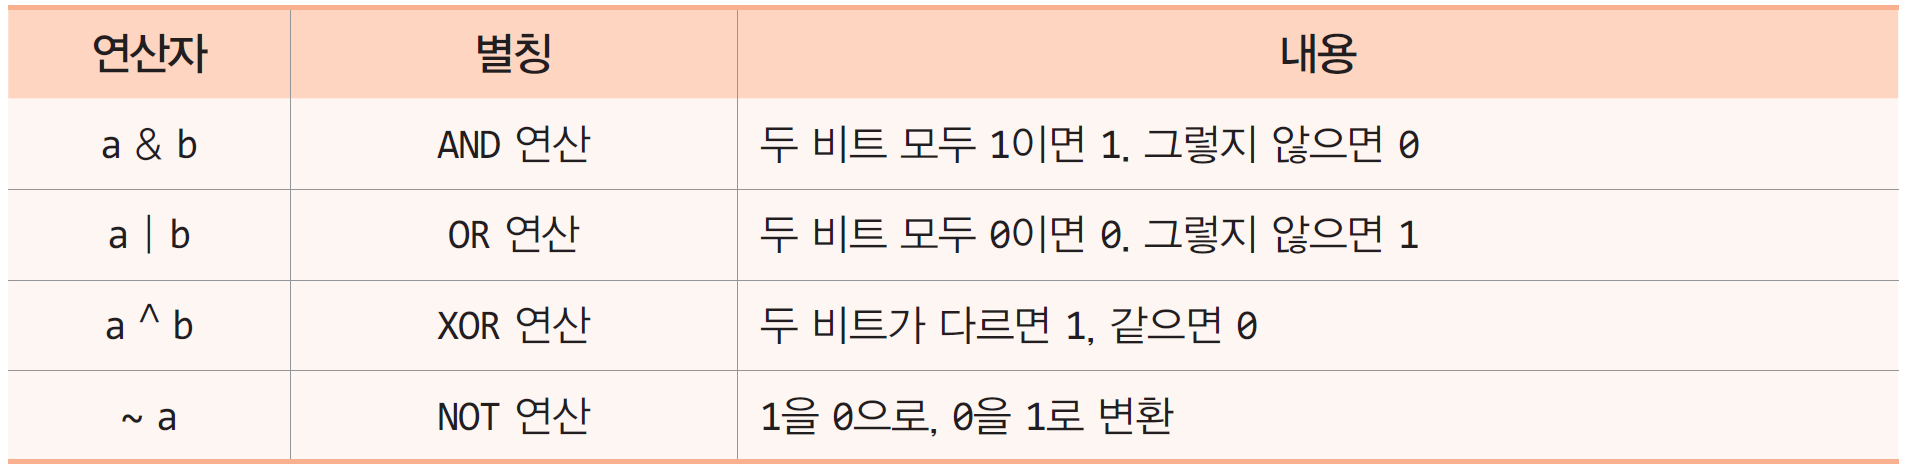 연산자 별칭 내용
a & b AND 연산 두 비트 모두 1이면 1. 그렇지 않으면 0
a | b OR 연산 두 비트 모두 0이면 0. 그렇지 않으면 1
a ^ b XOR 연산 두 비트가 다르면 1, 같으면 0
~ a NOT 연산 1을 0으로, 0을 1로 변환